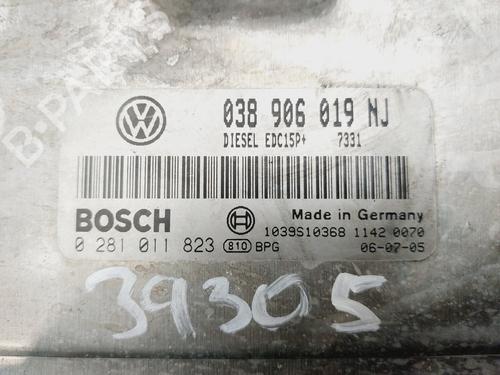 B-PARTS
038 906 019 NJ
DIESEL EDC15P+ 7331
BOSCH
Made in Germany
0 281 011 823 810 BPG
1039S10368 1142 0070
06-07-05
39305